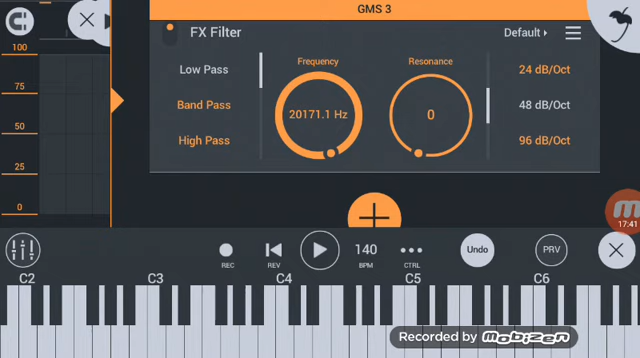 GMS 3
100
75
50
25
0
FX Filter
Default
Low Pass
Band Pass
High Pass
Frequency
20171.1 Hz
Resonance
0
24 dB/Oct
48 dB/Oct
96 dB/Oct
17:41
REC
REV
140
BPM
CTRL
Undo
PRV
C2 C3 C4 C5 C6
Recorded by Mobizen